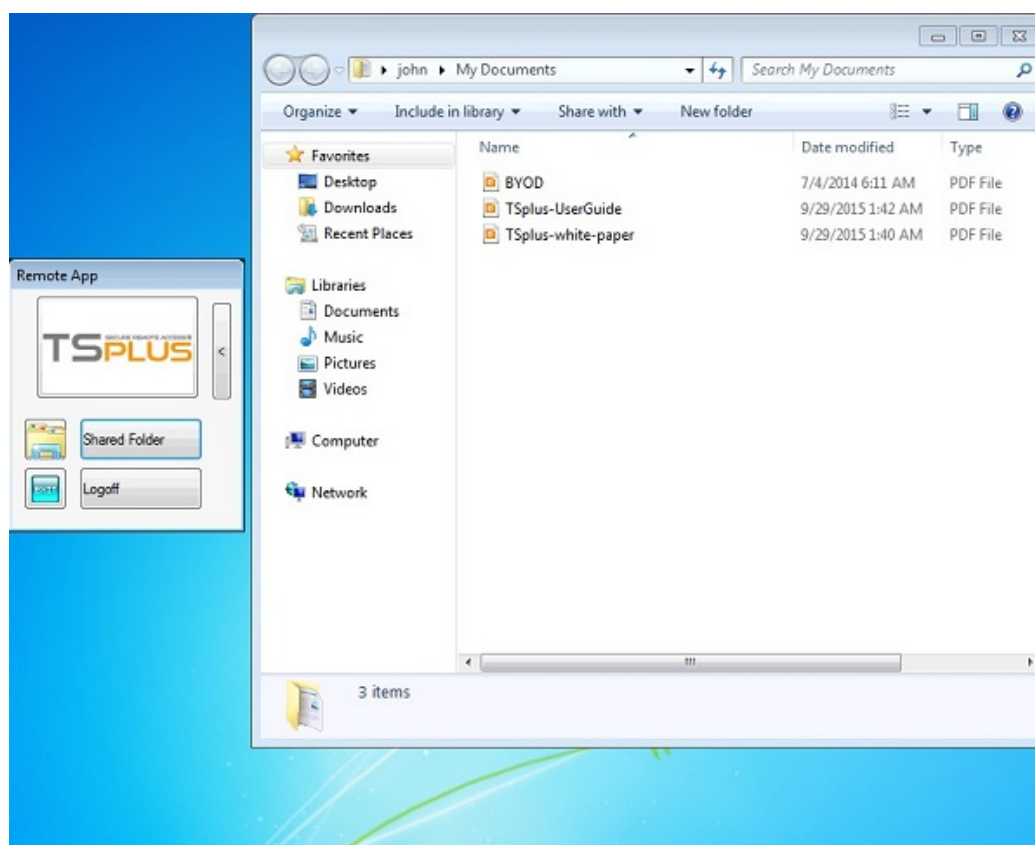 john My Documents
Search My Documents
Organize Include in library Share with New folder
Name Date modified Type
Favorites
Desktop
Downloads
Recent Places
BYOD 7/4/2014 6:11 AM PDF File
TSplus-UserGuide 9/29/2015 1:42 AM PDF File
TSplus-white-paper 9/29/2015 1:40 AM PDF File
Remote App
TSPLUS
<
Shared Folder
Logoff
Libraries
Documents
Music
Pictures
Videos
Computer
Network
3 items